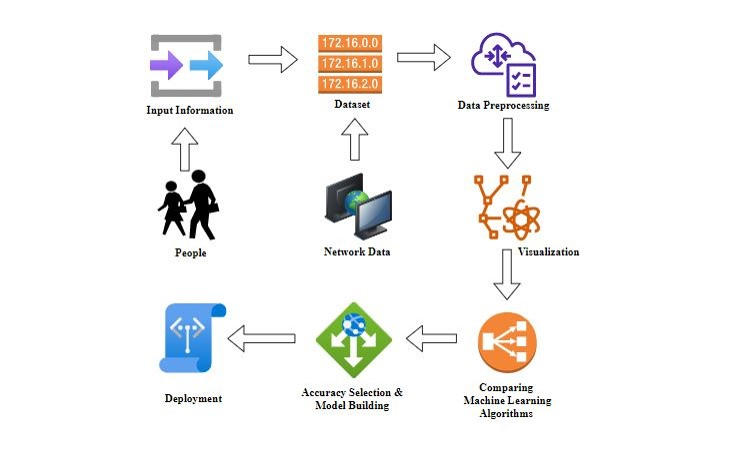 172.16.0.0
172.16.1.0
172.16.2.0
Input Information
Dataset
Data Preprocessing
People
Network Data
Visualization
Deployment
Accuracy Selection &
Model Building
Comparing
Machine Learning
Algorithms